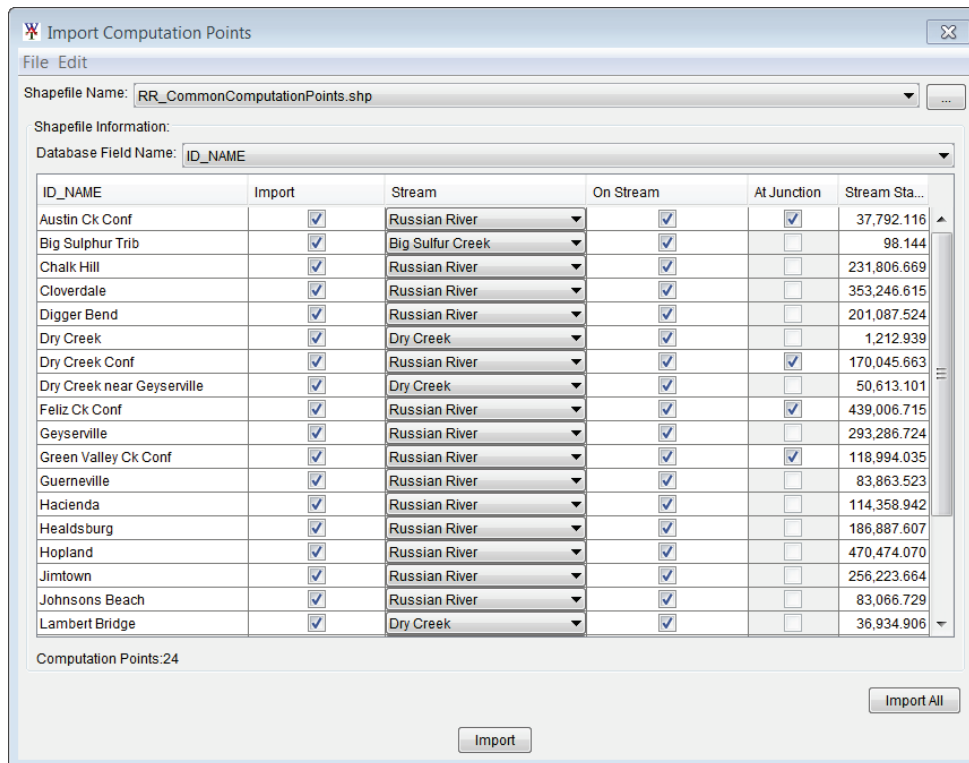 Import Computation Points
File Edit
Shapefile Name: RR_CommonComputationPoints.shp ...
Shapefile Information:
Database Field Name: ID_NAME
ID_NAME Import Stream On Stream At Junction Stream Sta...
Austin Ck Conf Russian River 37,792.116
Big Sulphur Trib Big Sulfur Creek 98.144
Chalk Hill Russian River 231,806.669
Cloverdale Russian River 353,246.615
Digger Bend Russian River 201,087.524
Dry Creek Dry Creek 1,212.939
Dry Creek Conf Russian River 170,045.663
Dry Creek near Geyserville Dry Creek 50,613.101
Feliz Ck Conf Russian River 439,006.715
Geyserville Russian River 293,286.724
Green Valley Ck Conf Russian River 118,994.035
Guerneville Russian River 83,863.523
Hacienda Russian River 114,358.942
Healdsburg Russian River 186,887.607
Hopland Russian River 470,474.070
Jimtown Russian River 256,223.664
Johnsons Beach Russian River 83,066.729
Lambert Bridge Dry Creek 36,934.906
Computation Points:24
Import All
Import